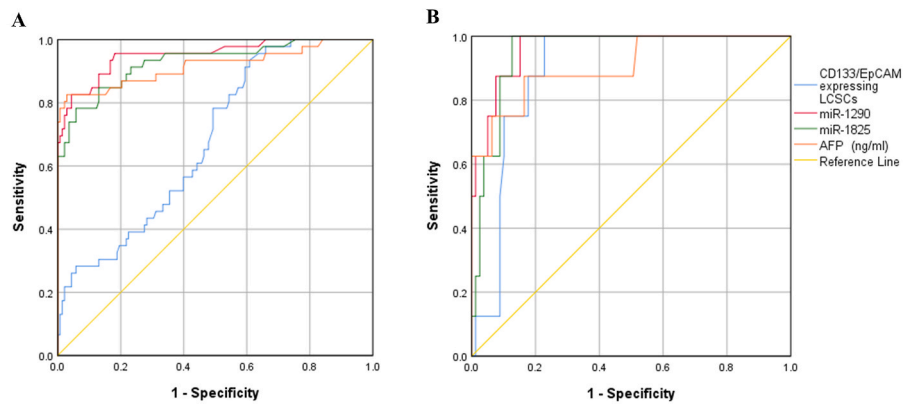 A
1.0
0.8
0.6
0.4
0.2
0.0
Sensitivity
0.0 0.2 0.4 0.6 0.8 1.0
1 - Specificity
B
1.0
0.8
0.6
0.4
0.2
0.0
Sensitivity
0.0 0.2 0.4 0.6 0.8 1.0
1 - Specificity
CD133/EpCAM
expressing
LCSCs
miR-1290
miR-1825
AFP (ng/ml)
Reference Line